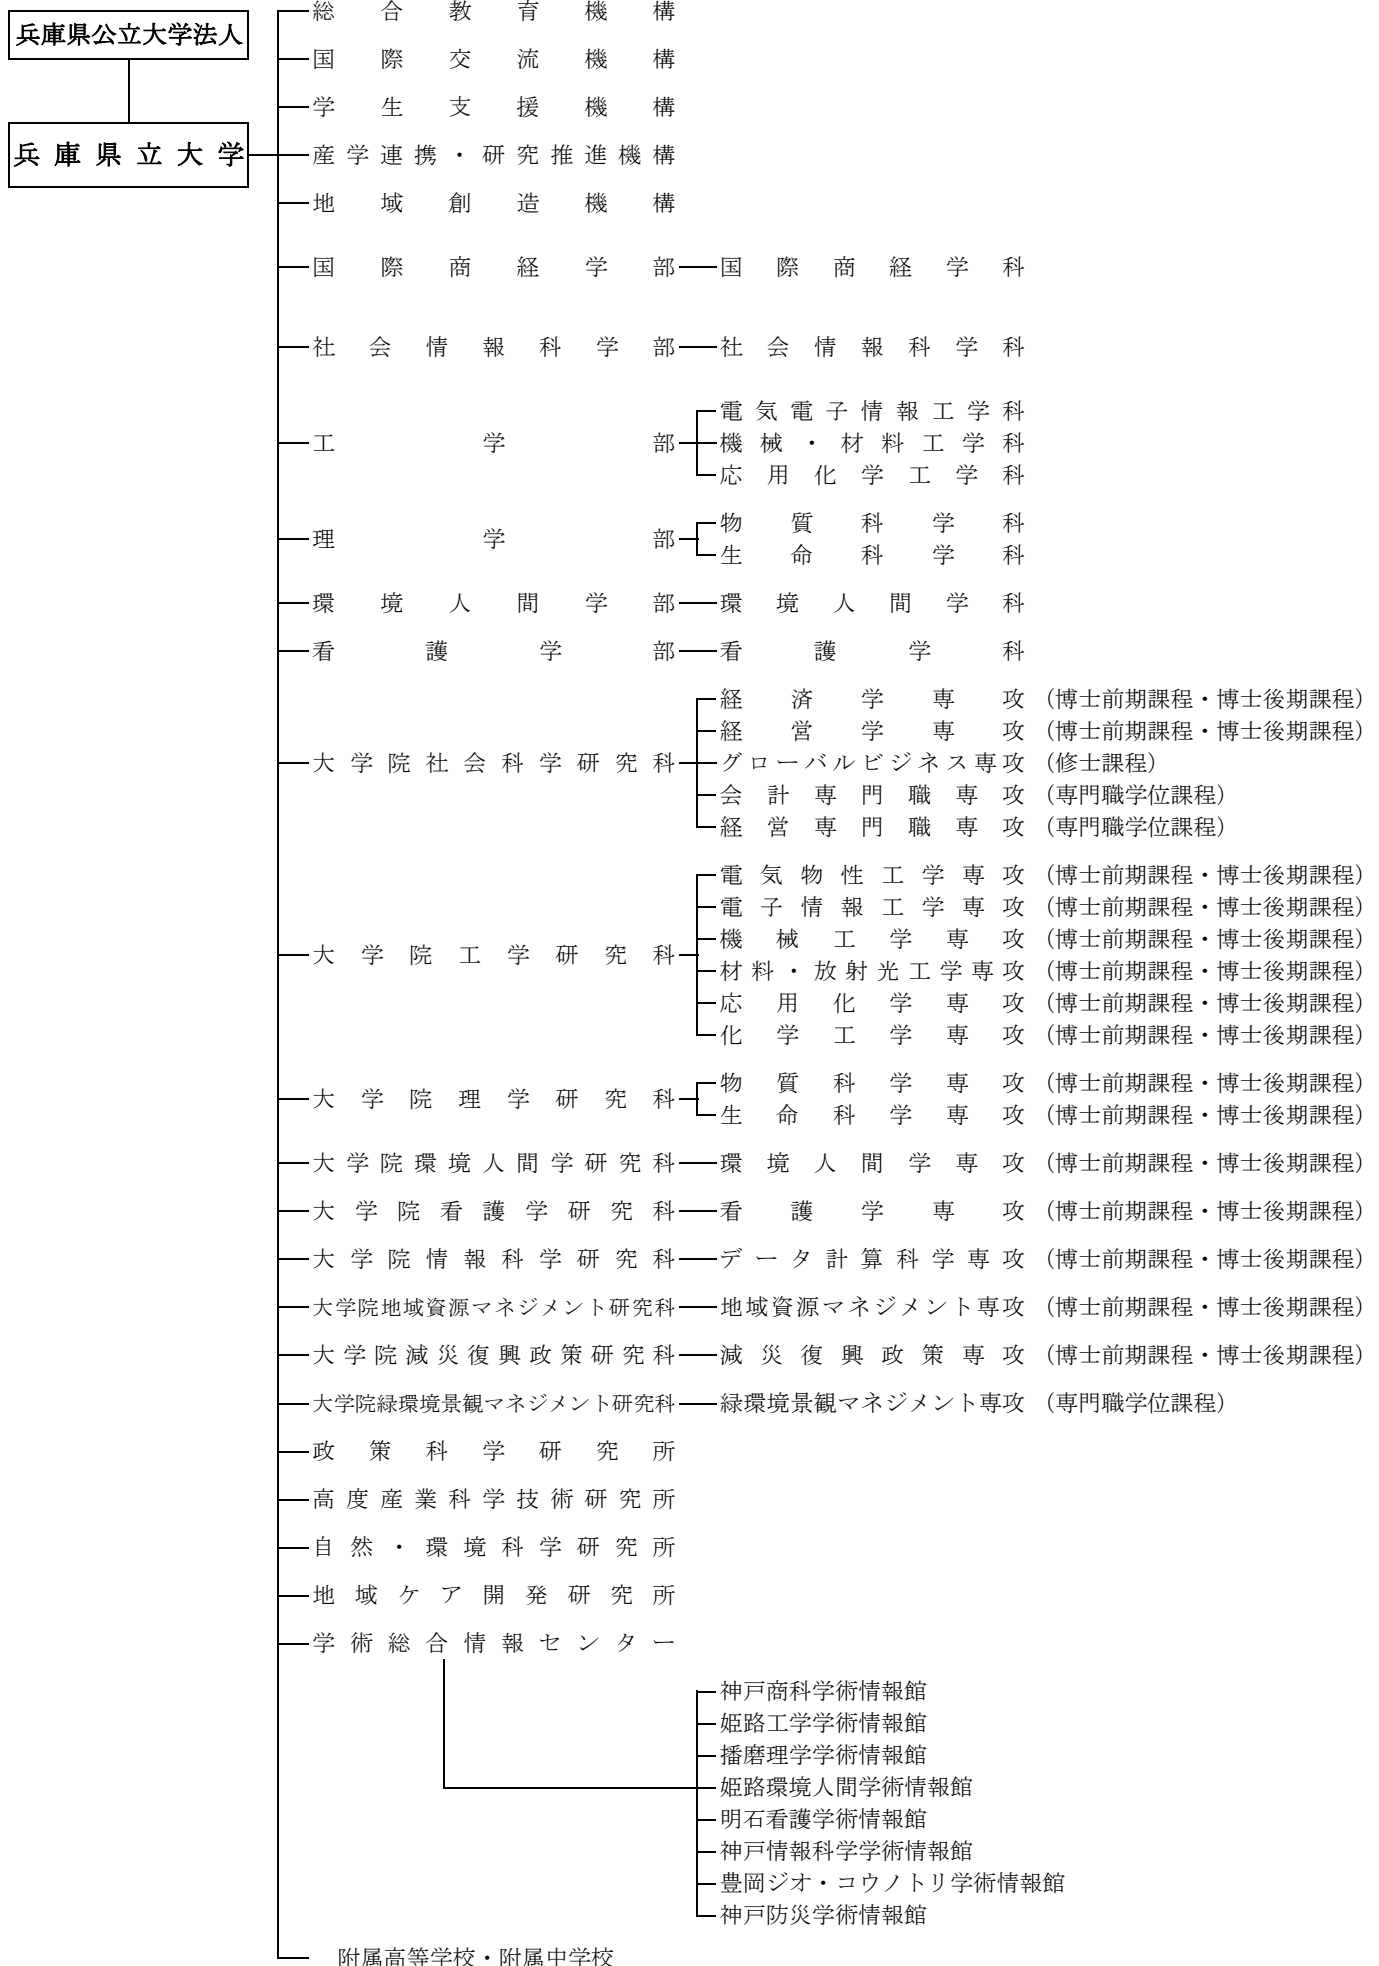 兵庫県公立大学法人
兵庫県立大学
総合教育機構
国際交流機構
学生支援機構
産学連携・研究推進機構
地域創造機構
国際商経学部 国際商経学科
社会情報科学部 社会情報科学科
工学部
電気電子情報工学科
機械・材料工学科
応用化学工学科
理学部
物質科学科
生命科学科
環境人間学部 環境人間学科
看護学部 看護学科
大学院社会科学研究科
経済学専攻（博士前期課程・博士後期課程）
経営学専攻（博士前期課程・博士後期課程）
グローバルビジネス専攻（修士課程）
会計専門職専攻（専門職学位課程）
経営専門職専攻（専門職学位課程）
大学院工学研究科
電気物性工学専攻（博士前期課程・博士後期課程）
電子情報工学専攻（博士前期課程・博士後期課程）
機械工学専攻（博士前期課程・博士後期課程）
材料・放射光工学専攻（博士前期課程・博士後期課程）
応用化学専攻（博士前期課程・博士後期課程）
化学工学専攻（博士前期課程・博士後期課程）
大学院理学研究科
物質科学専攻（博士前期課程・博士後期課程）
生命科学専攻（博士前期課程・博士後期課程）
大学院環境人間学研究科 環境人間学専攻（博士前期課程・博士後期課程）
大学院看護学研究科 看護学専攻（博士前期課程・博士後期課程）
大学院情報科学研究科 データ計算科学専攻（博士前期課程・博士後期課程）
大学院地域資源マネジメント研究科 地域資源マネジメント専攻（博士前期課程・博士後期課程）
大学院減災復興政策研究科 減災復興政策専攻（博士前期課程・博士後期課程）
大学院緑環境景観マネジメント研究科 緑環境景観マネジメント専攻（専門職学位課程）
政策科学研究所
高度産業科学技術研究所
自然・環境科学研究所
地域ケア開発研究所
学術総合情報センター
神戸商科学術情報館
姫路工学学術情報館
播磨理学学術情報館
姫路環境人間学術情報館
明石看護学術情報館
神戸情報科学学術情報館
豊岡ジオ・コウノトリ学術情報館
神戸防災学術情報館
附属高等学校・附属中学校